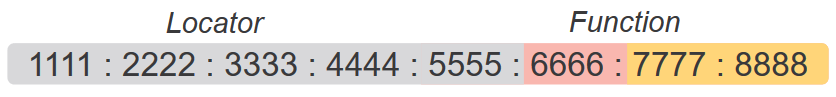 Locator Function
1111 : 2222 : 3333 : 4444 : 5555 : 6666 : 7777 : 8888